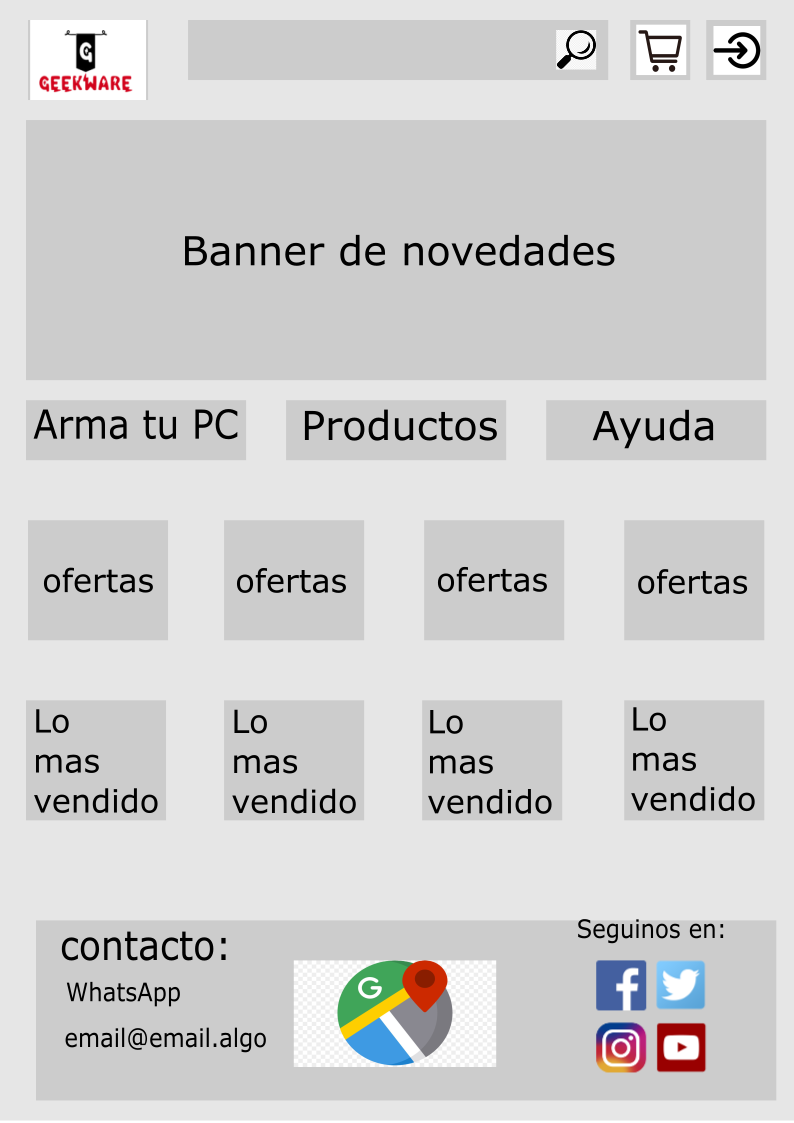 G
GEEKWARE
Banner de novedades
Arma tu PC
Productos
Ayuda
ofertas
ofertas
ofertas
ofertas
Lo
mas
vendido
Lo
mas
vendido
Lo
mas
vendido
Lo
mas
vendido
contacto:
WhatsApp
email@email.algo
G
Seguinos en:
f